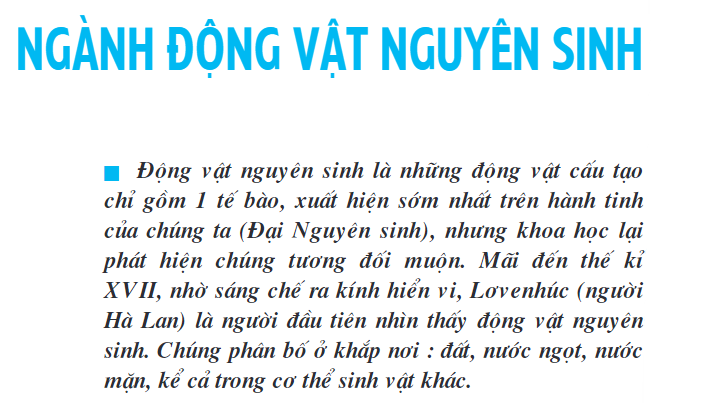 NGÀNH ĐỘNG VẬT NGUYÊN SINH
Động vật nguyên sinh là những động vật cấu tạo
chỉ gồm 1 tế bào, xuất hiện sớm nhất trên hành tinh
của chúng ta (Đại Nguyên sinh), nhưng khoa học lại
phát hiện chúng tương đối muộn. Mãi đến thế kỉ
XVII, nhờ sáng chế ra kính hiển vi, Lơvenhúc (người
Hà Lan) là người đầu tiên nhìn thấy động vật nguyên
sinh. Chúng phân bố ở khắp nơi : đất, nước ngọt, nước
mặn, kể cả trong cơ thể sinh vật khác.